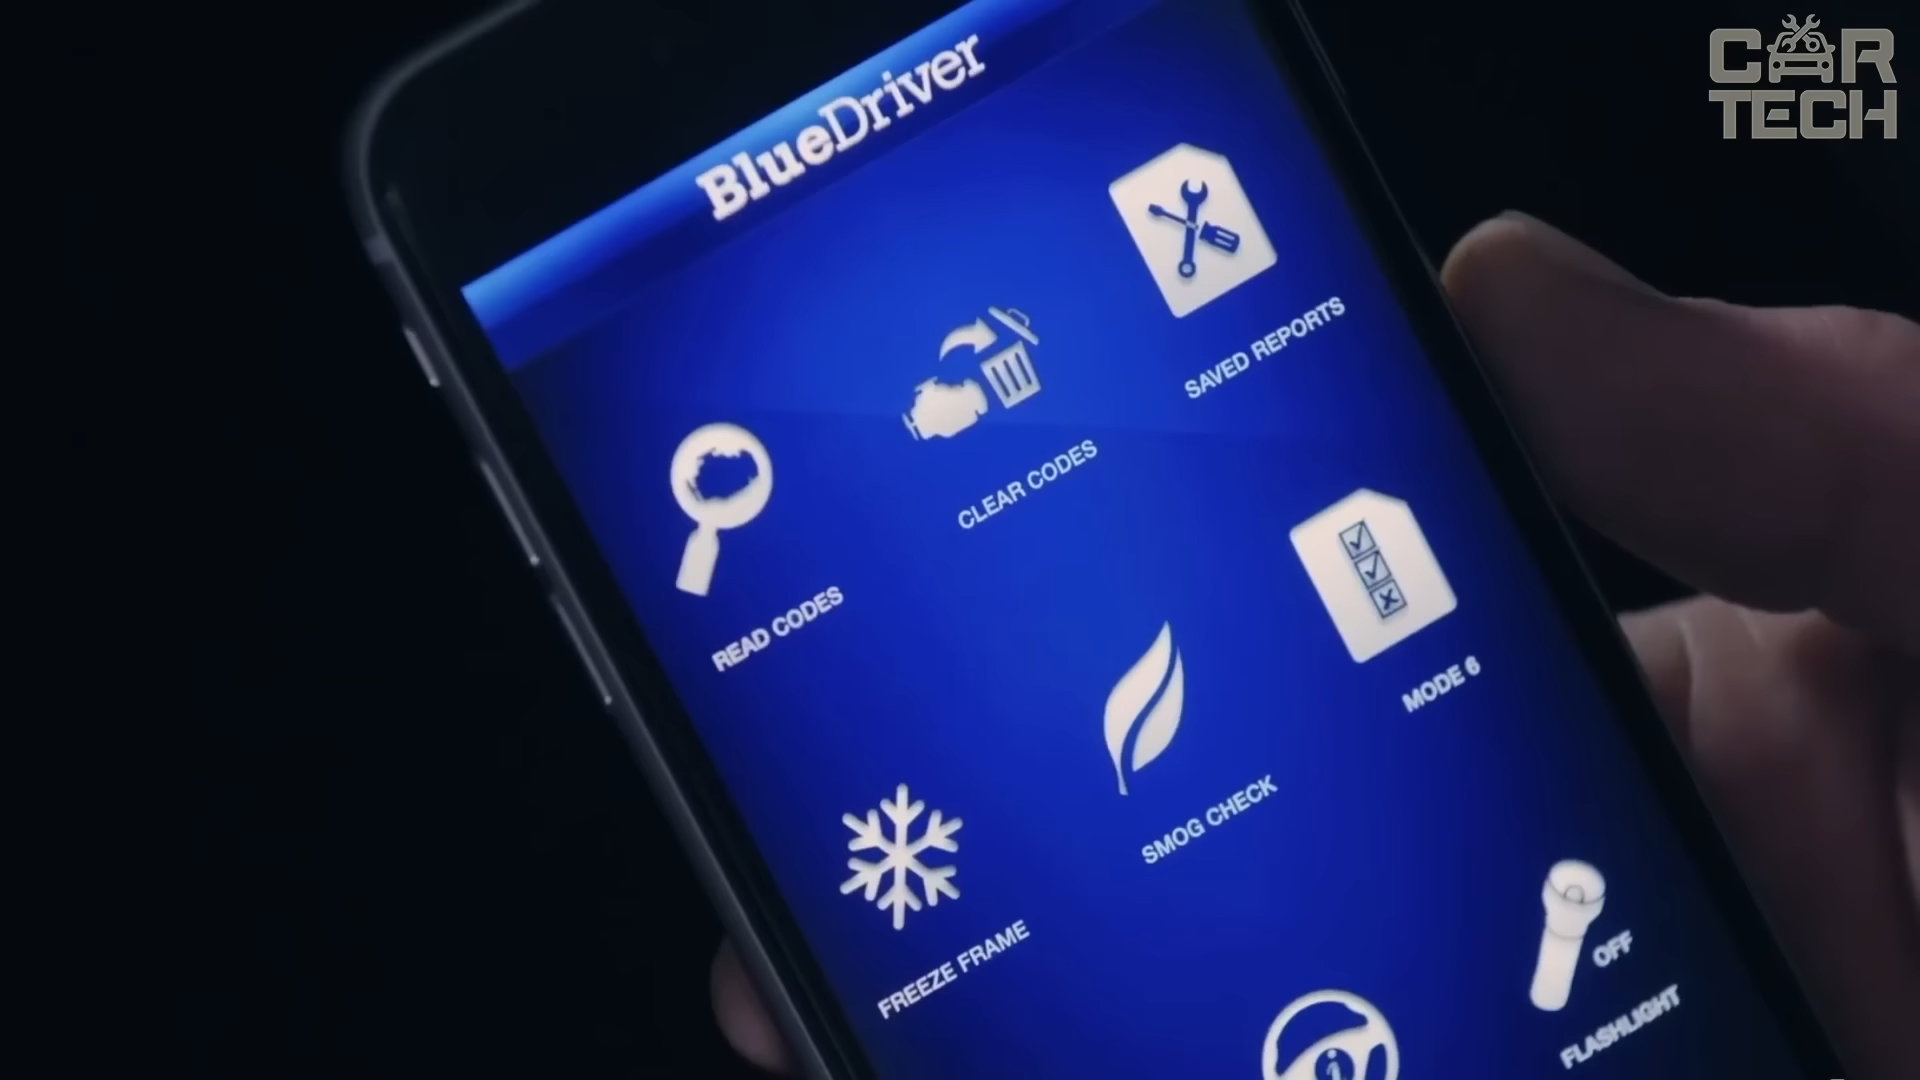 BlueDriver
CAR
TECH
READ CODES
CLEAR CODES
SAVED REPORTS
FREEZE FRAME
SMOG CHECK
MODE 6
OFF
FLASHLIGHT
i